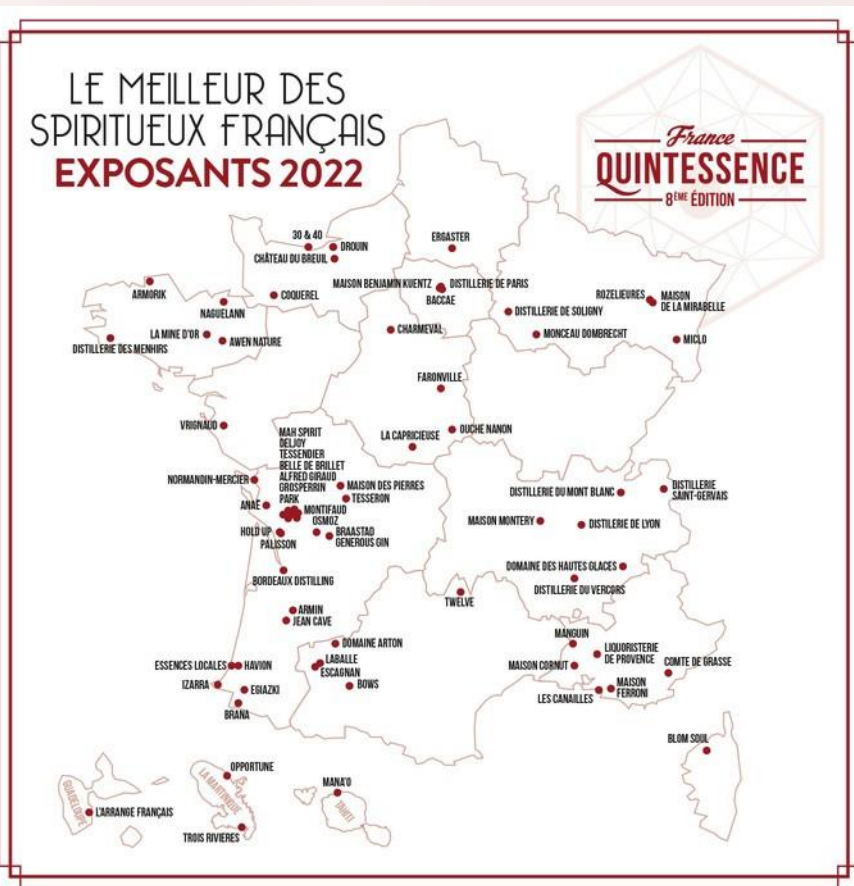 LE MEILLEUR DES
SPIRITUEUX FRANÇAIS
EXPOSANTS 2022
France
QUINTESSENCE
8ÈME ÉDITION
30 & 40
DROUIN
CHÂTEAU DU BREUIL
ERGASTER
ARMORIK
NAGUELANN
COQUEREL
MAISON BENJAMIN KUENTZ
DISTILLERIE DE PARIS
BACCAE
ROZELIEURES
MAISON
DE LA MIRABELLE
DISTILLERIE DE SOLIGNY
MONCEAU DOMBRECHT
MICLO
LA MINE D'OR
AWEN NATURE
DISTILLERIE DES MENHIRS
CHARMEVAL
FARONVILLE
VRIGNAUD
LA CAPRICIEUSE
OUCHE NANON
MAH SPIRIT
DELJOY
TESSENDIER
BELLE DE BRILLET
ALFRED GIRAUD
GROSPERRIN
PARK
NORMANDIN-MERCIER
MAISON DES PIERRES
TESSERON
ANAË
MONTIFAUD
OSMOZ
HOLD UP
PALISSON
BRAASTAD
GENEROUS GIN
DISTILLERIE DU MONT BLANC
DISTILLERIE
SAINT-GERVAIS
MAISON MONTERY
DISTILERIE DE LYON
BORDEAUX DISTILLING
DOMAINE DES HAUTES GLACES
DISTILLERIE DU VERCORS
TWELVE
ARMIN
JEAN CAVE
DOMAINE ARTON
MANGUIN
LIQUORISTERIE
DE PROVENCE
ESSENCES LOCALES
HAVION
LABALLE
ESCAGNAN
MAISON CORNUT
COMTE DE GRASSE
IZARRA
EGIAZKI
BOWS
LES CANAILLES
MAISON
FERRONI
BRANA
BLOM SOUL
OPPORTUNE
MANA'O
GUADELOUPE
LA MARTINIQUE
TAHITI
L'ARRANGE FRANÇAIS
TROIS RIVIERES